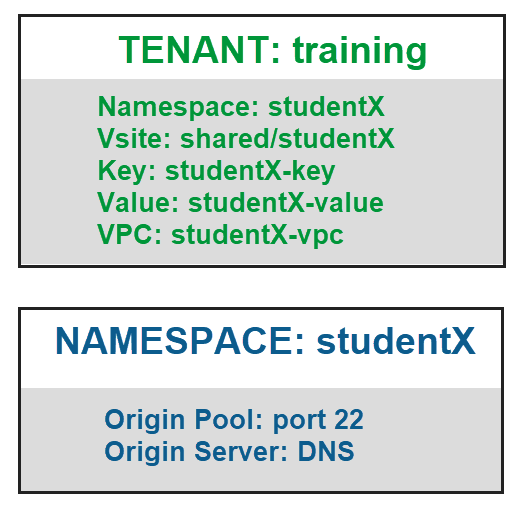 TENANT: training
Namespace: studentX
Vsite: shared/studentX
Key: studentX-key
Value: studentX-value
VPC: studentX-vpc
NAMESPACE: studentX
Origin Pool: port 22
Origin Server: DNS